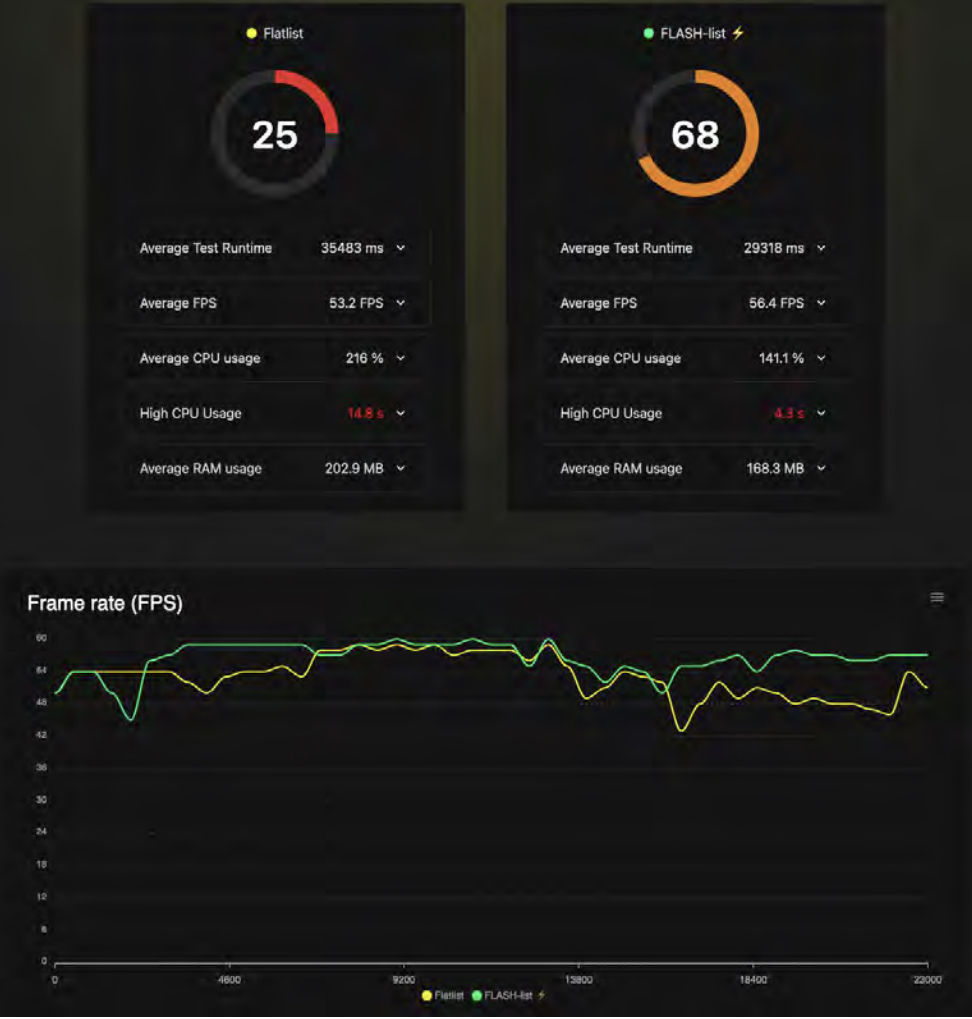 Flatlist
25
Average Test Runtime 35483 ms
Average FPS 53.2 FPS
Average CPU usage 216 %
High CPU Usage 14.8 s
Average RAM usage 202.9 MB
FLASH-list ⚡
68
Average Test Runtime 29318 ms
Average FPS 56.4 FPS
Average CPU usage 141.1 %
High CPU Usage 4.3 s
Average RAM usage 168.3 MB
Frame rate (FPS)
60
54
48
42
36
30
24
18
12
6
0
0 4600 9200 13800 18400 23000
Flatlist FLASH-list ⚡